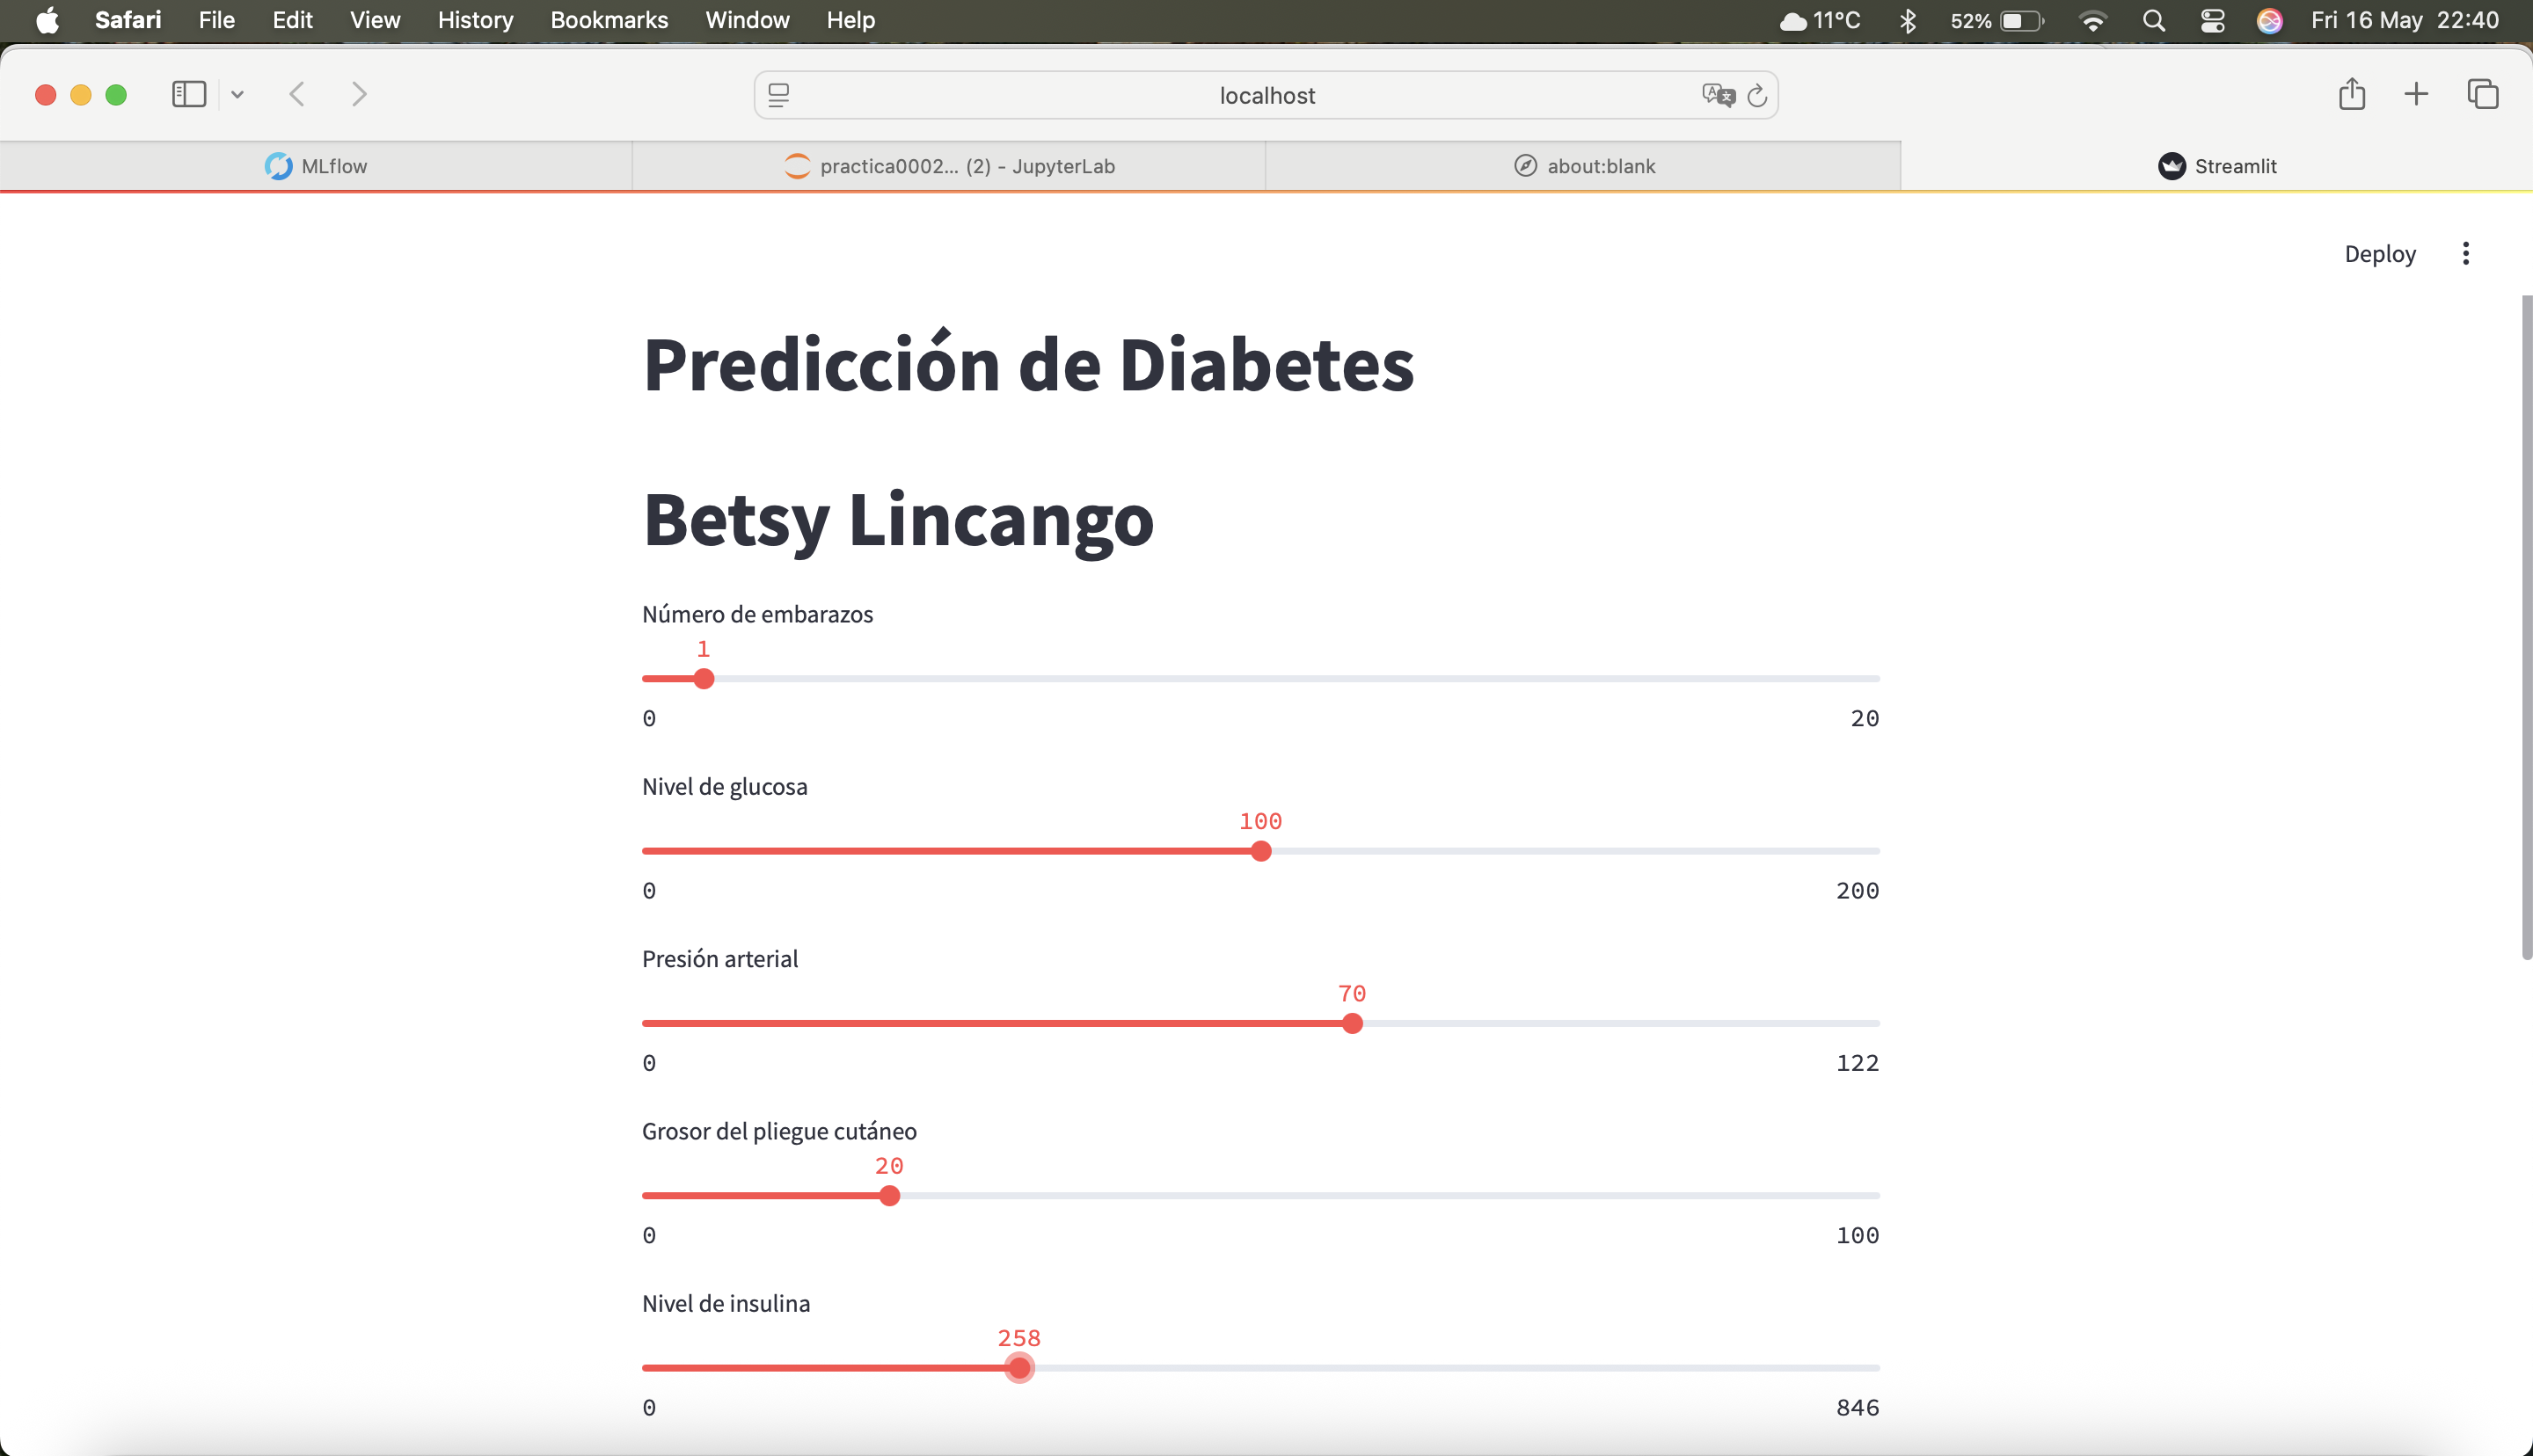 Safari File Edit View History Bookmarks Window Help 11°C 52% Fri 16 May 22:40
localhost
MLflow practica0002... (2) - JupyterLab about:blank Streamlit
Deploy
Predicción de Diabetes
Betsy Lincango
Número de embarazos
1
0 20
Nivel de glucosa
100
0 200
Presión arterial
70
0 122
Grosor del pliegue cutáneo
20
0 100
Nivel de insulina
258
0 846